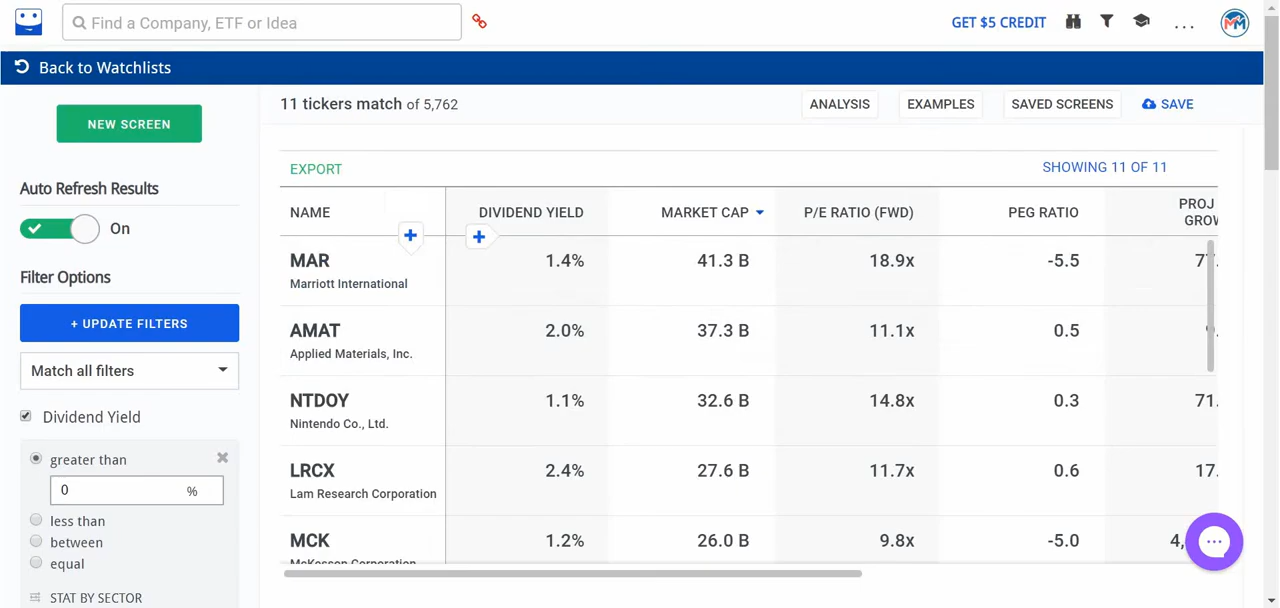 Find a Company, ETF or Idea
GET $5 CREDIT
...
Back to Watchlists
NEW SCREEN
11 tickers match of 5,762
ANALYSIS
EXAMPLES
SAVED SCREENS
SAVE
Auto Refresh Results
On
Filter Options
+ UPDATE FILTERS
Match all filters
Dividend Yield
greater than
0 %
less than
between
equal
STAT BY SECTOR
EXPORT
SHOWING 11 OF 11
NAME DIVIDEND YIELD MARKET CAP P/E RATIO (FWD) PEG RATIO PROJ
MAR 1.4% 41.3 B 18.9x -5.5
Marriott International
AMAT 2.0% 37.3 B 11.1x 0.5
Applied Materials, Inc.
NTDOY 1.1% 32.6 B 14.8x 0.3 71.
Nintendo Co., Ltd.
LRCX 2.4% 27.6 B 11.7x 0.6 17.
Lam Research Corporation
MCK 1.2% 26.0 B 9.8x -5.0 4,
McKesson Corporation